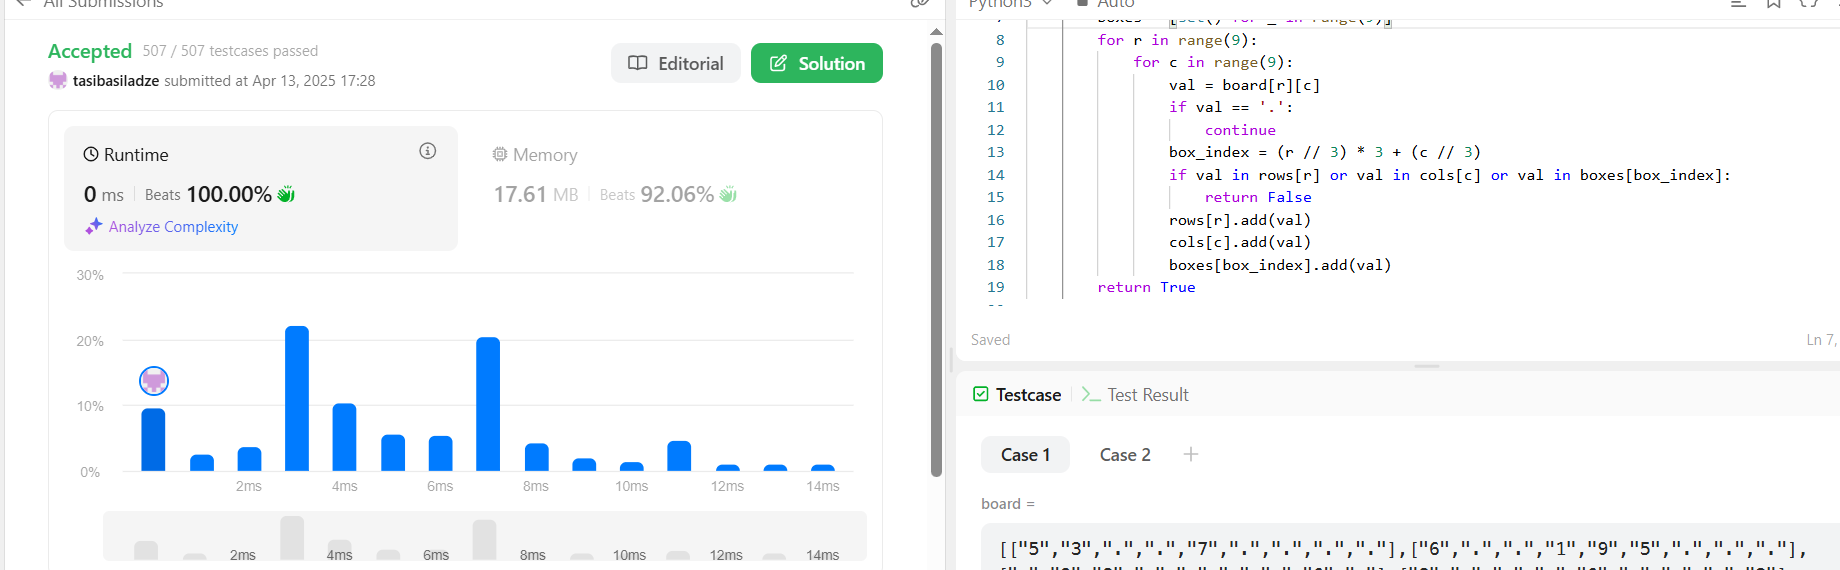 All Submissions
Accepted 507 / 507 testcases passed
tasibasiladze submitted at Apr 13, 2025 17:28
Editorial
Solution
Runtime
0 ms Beats 100.00%
Analyze Complexity
Memory
17.61 MB Beats 92.06%
30%
20%
10%
0%
2ms 4ms 6ms 8ms 10ms 12ms 14ms
2ms 4ms 6ms 8ms 10ms 12ms 14ms
Python3 Auto
boxes = [set() for _ in range(9)]
8 for r in range(9):
9 for c in range(9):
10 val = board[r][c]
11 if val == '.':
12 continue
13 box_index = (r // 3) * 3 + (c // 3)
14 if val in rows[r] or val in cols[c] or val in boxes[box_index]:
15 return False
16 rows[r].add(val)
17 cols[c].add(val)
18 boxes[box_index].add(val)
19 return True
Saved Ln 7,
Testcase Test Result
Case 1 Case 2 +
board =
[["5","3",".",".","7",".",".",".","."],["6",".",".","1","9","5",".",".","."],